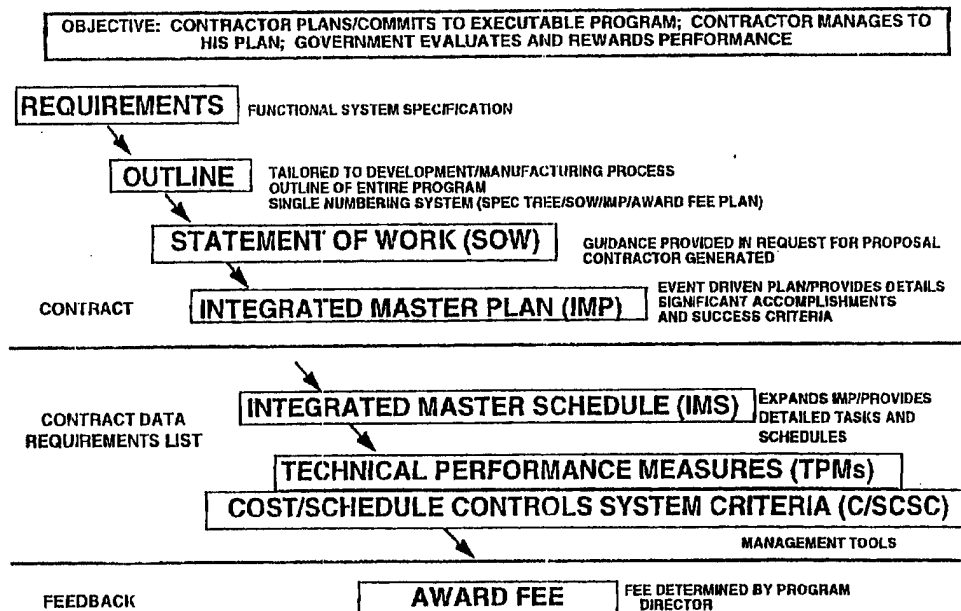 OBJECTIVE: CONTRACTOR PLANS/COMMITS TO EXECUTABLE PROGRAM; CONTRACTOR MANAGES TO
HIS PLAN; GOVERNMENT EVALUATES AND REWARDS PERFORMANCE
REQUIREMENTS
FUNCTIONAL SYSTEM SPECIFICATION
OUTLINE
TAILORED TO DEVELOPMENT/MANUFACTURING PROCESS
OUTLINE OF ENTIRE PROGRAM
SINGLE NUMBERING SYSTEM (SPEC TREE/SOW/IMP/AWARD FEE PLAN)
STATEMENT OF WORK (SOW)
GUIDANCE PROVIDED IN REQUEST FOR PROPOSAL
CONTRACTOR GENERATED
CONTRACT
INTEGRATED MASTER PLAN (IMP)
EVENT DRIVEN PLAN/PROVIDES DETAILS
SIGNIFICANT ACCOMPLISHMENTS
AND SUCCESS CRITERIA
CONTRACT DATA
REQUIREMENTS LIST
INTEGRATED MASTER SCHEDULE (IMS)
EXPANDS IMP/PROVIDES
DETAILED TASKS AND
SCHEDULES
TECHNICAL PERFORMANCE MEASURES (TPMs)
COST/SCHEDULE CONTROLS SYSTEM CRITERIA (C/SCSC)
MANAGEMENT TOOLS
FEEDBACK
AWARD FEE
FEE DETERMINED BY PROGRAM
DIRECTOR